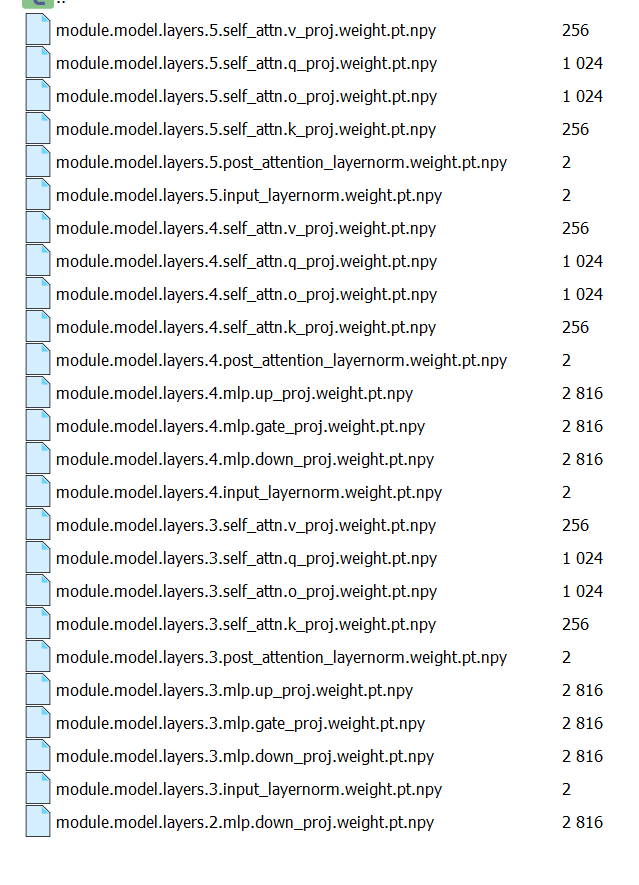 ..
module.model.layers.5.self_attn.v_proj.weight.pt.npy 256
module.model.layers.5.self_attn.q_proj.weight.pt.npy 1 024
module.model.layers.5.self_attn.o_proj.weight.pt.npy 1 024
module.model.layers.5.self_attn.k_proj.weight.pt.npy 256
module.model.layers.5.post_attention_layernorm.weight.pt.npy 2
module.model.layers.5.input_layernorm.weight.pt.npy 2
module.model.layers.4.self_attn.v_proj.weight.pt.npy 256
module.model.layers.4.self_attn.q_proj.weight.pt.npy 1 024
module.model.layers.4.self_attn.o_proj.weight.pt.npy 1 024
module.model.layers.4.self_attn.k_proj.weight.pt.npy 256
module.model.layers.4.post_attention_layernorm.weight.pt.npy 2
module.model.layers.4.mlp.up_proj.weight.pt.npy 2 816
module.model.layers.4.mlp.gate_proj.weight.pt.npy 2 816
module.model.layers.4.mlp.down_proj.weight.pt.npy 2 816
module.model.layers.4.input_layernorm.weight.pt.npy 2
module.model.layers.3.self_attn.v_proj.weight.pt.npy 256
module.model.layers.3.self_attn.q_proj.weight.pt.npy 1 024
module.model.layers.3.self_attn.o_proj.weight.pt.npy 1 024
module.model.layers.3.self_attn.k_proj.weight.pt.npy 256
module.model.layers.3.post_attention_layernorm.weight.pt.npy 2
module.model.layers.3.mlp.up_proj.weight.pt.npy 2 816
module.model.layers.3.mlp.gate_proj.weight.pt.npy 2 816
module.model.layers.3.mlp.down_proj.weight.pt.npy 2 816
module.model.layers.3.input_layernorm.weight.pt.npy 2
module.model.layers.2.mlp.down_proj.weight.pt.npy 2 816